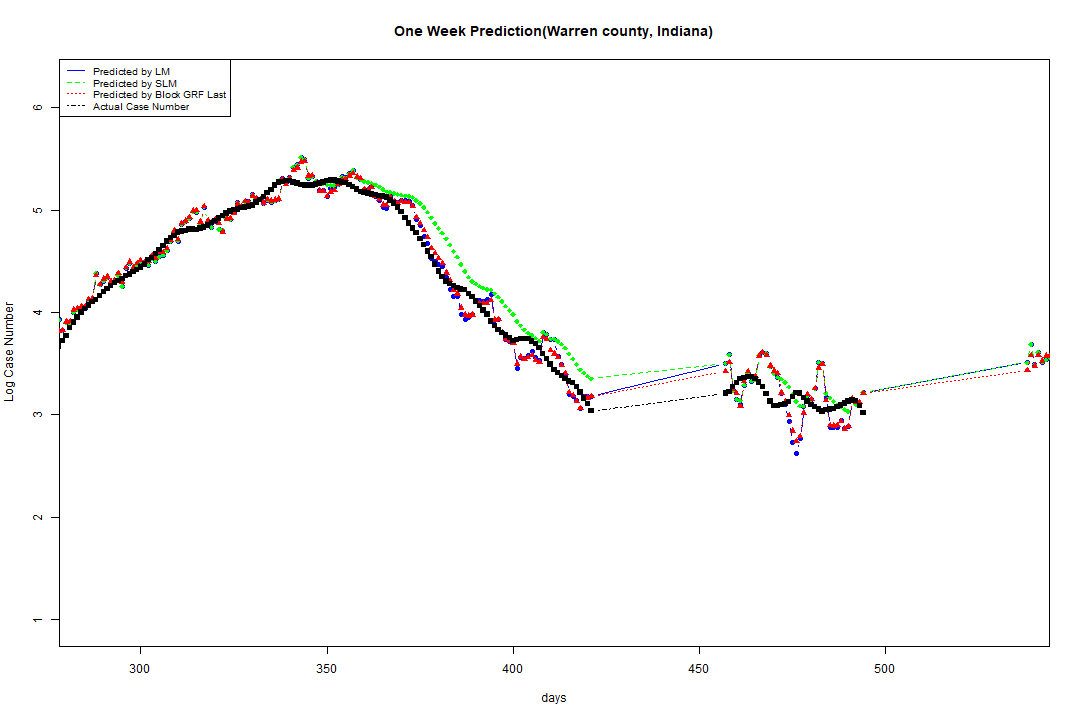 One Week Prediction(Warren county, Indiana)
Predicted by LM
Predicted by SLM
Predicted by Block GRF Last
Actual Case Number
Log Case Number
6
5
4
3
2
1
300 350 400 450 500
days